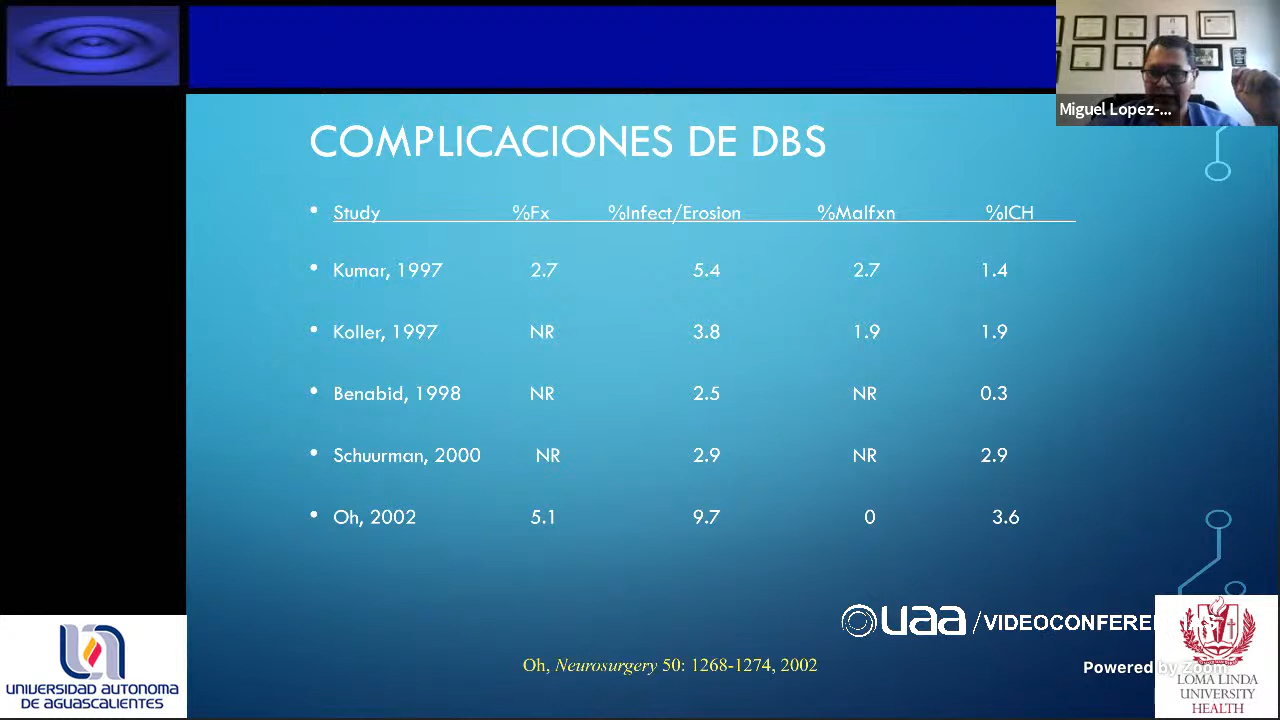 Miguel Lopez-...
COMPLICACIONES DE DBS
• Study %Fx %Infect/Erosion %Malfxn %ICH
• Kumar, 1997 2.7 5.4 2.7 1.4
• Koller, 1997 NR 3.8 1.9 1.9
• Benabid, 1998 NR 2.5 NR 0.3
• Schuurman, 2000 NR 2.9 NR 2.9
• Oh, 2002 5.1 9.7 0 3.6
uaa / VIDEOCONFERENCIAS
Oh, Neurosurgery 50: 1268-1274, 2002
Powered by Zoom
UNIVERSIDAD AUTONOMA
DE AGUASCALIENTES
LOMA LINDA
UNIVERSITY
HEALTH